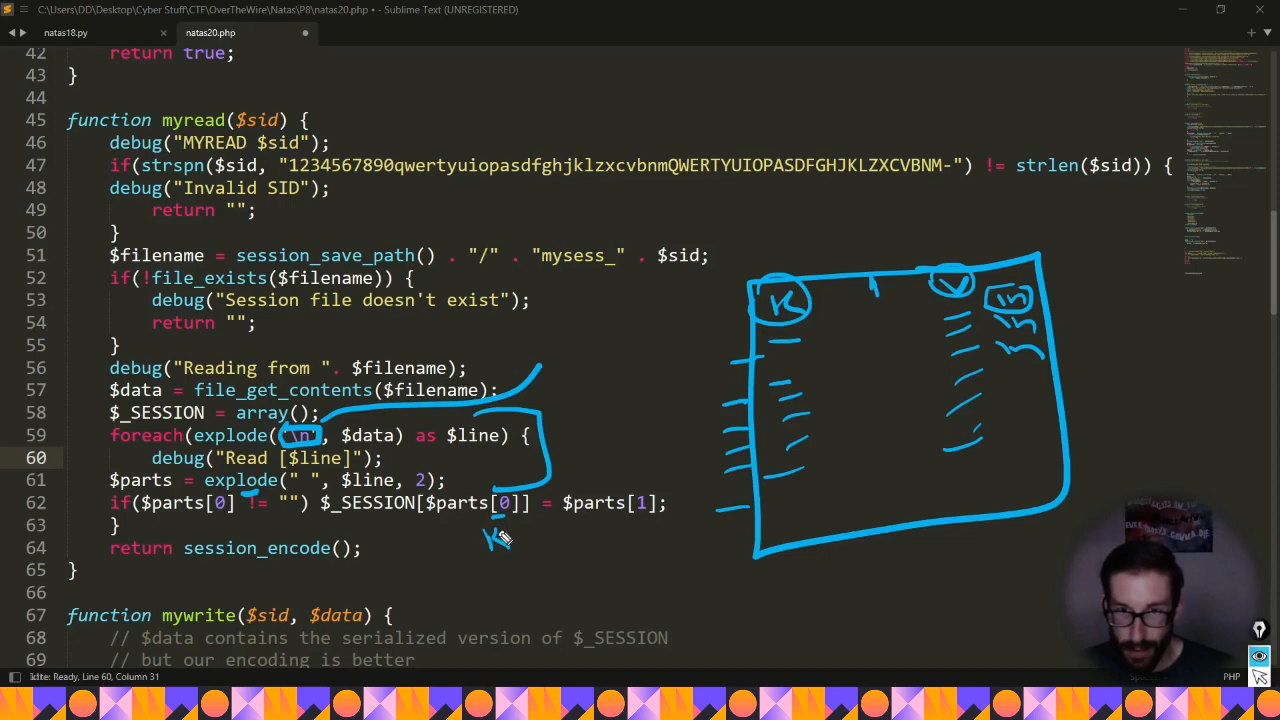 C:\Users\DD\Desktop\Cyber Stuff\CTF\OverTheWire\Natas\P8\natas20.php • - Sublime Text (UNREGISTERED)
natas18.py
natas20.php
42 return true;
43 }
44
45 function myread($sid) {
46 debug("MYREAD $sid");
47 if(strspn($sid, "1234567890qwertyuiopasdfghjklzxcvbnmQWERTYUIOPASDFGHJKLZXCVBNM-") != strlen($sid)) {
48 debug("Invalid SID");
49 return "";
50 }
51 $filename = session_save_path() . "/" . "mysess_" . $sid;
52 if(!file_exists($filename)) {
53 debug("Session file doesn't exist");
54 return "";
55 }
56 debug("Reading from ". $filename);
57 $data = file_get_contents($filename);
58 $_SESSION = array();
59 foreach(explode("\n", $data) as $line) {
60 debug("Read [$line]");
61 $parts = explode(" ", $line, 2);
62 if($parts[0] != "") $_SESSION[$parts[0]] = $parts[1];
63 }
64 return session_encode();
65 }
66
67 function mywrite($sid, $data) {
68 // $data contains the serialized version of $_SESSION
69 // but our encoding is better
K V \n
\n
\n
K
Line 60, Column 31
PHP